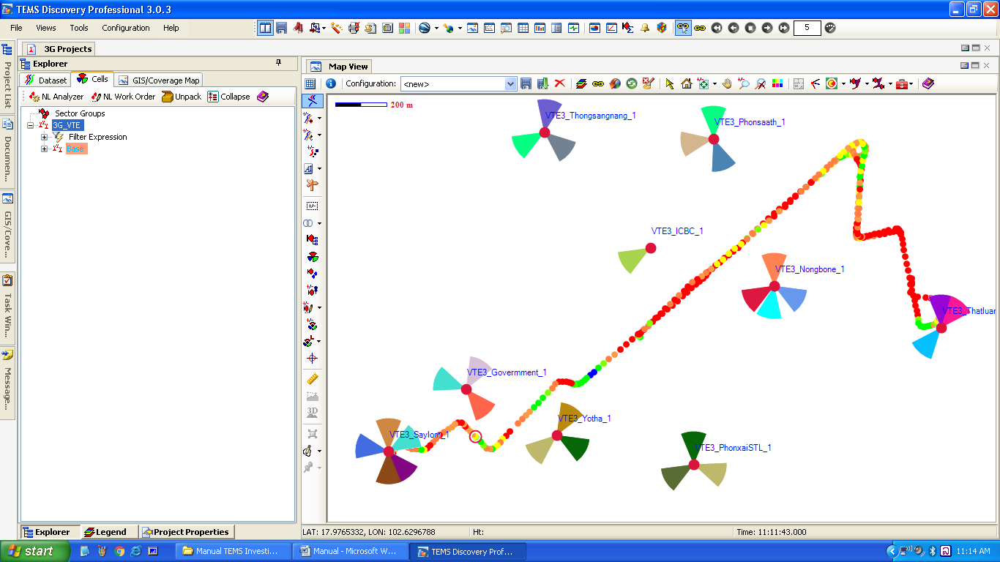 TEMS Discovery Professional 3.0.3
File Views Tools Configuration Help
5
3G Projects
Explorer
Map View
Dataset Cells GIS/Coverage Map
Configuration: <new>
NL Analyzer NL Work Order Unpack Collapse
Project List
Documen...
GIS/Cove...
Task Win...
Message...
Sector Groups
3G_VTE
Filter Expression
Base
3D
200 m
VTE3_Thongsangnang_1
VTE3_Phonsaath_1
VTE3_ICBC_1
VTE3_Nongbone_1
VTE3_Thatluan
VTE3_Government_1
VTE3_Yotha_1
VTE3_Saylom_1
VTE3_PhonxaiSTL_1
Explorer Legend Project Properties
LAT: 17.9765332, LON: 102.6296788 Ht: Time: 11:11:43.000
start Manual TEMS Investi... Manual - Microsoft W... TEMS Discovery Prof... 11:14 AM